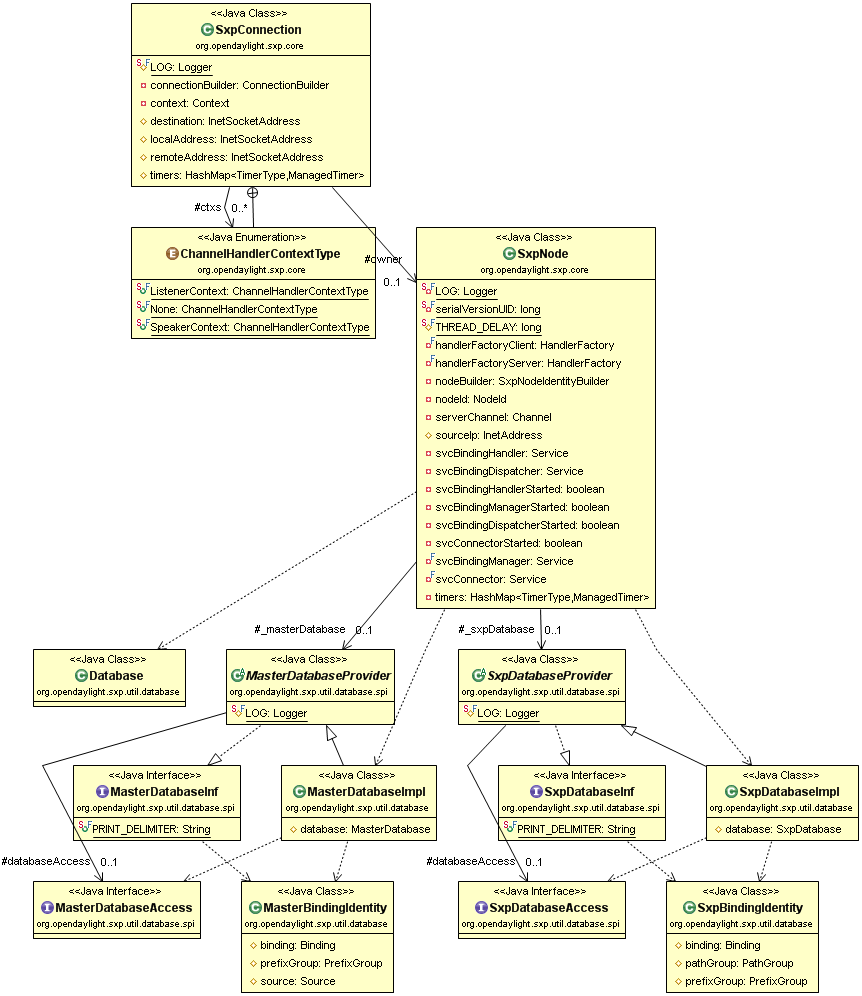 <<Java Class>>
SxpConnection
org.opendaylight.sxp.core
LOG: Logger
connectionBuilder: ConnectionBuilder
context: Context
destination: InetSocketAddress
localAddress: InetSocketAddress
remoteAddress: InetSocketAddress
timers: HashMap<TimerType,ManagedTimer>
#ctxs
0..*
#owner
0..1
<<Java Enumeration>>
ChannelHandlerContextType
org.opendaylight.sxp.core
ListenerContext: ChannelHandlerContextType
None: ChannelHandlerContextType
SpeakerContext: ChannelHandlerContextType
<<Java Class>>
SxpNode
org.opendaylight.sxp.core
LOG: Logger
serialVersionUID: long
THREAD_DELAY: long
handlerFactoryClient: HandlerFactory
handlerFactoryServer: HandlerFactory
nodeBuilder: SxpNodeIdentityBuilder
nodeId: NodeId
serverChannel: Channel
sourceIp: InetAddress
svcBindingHandler: Service
svcBindingDispatcher: Service
svcBindingHandlerStarted: boolean
svcBindingManagerStarted: boolean
svcBindingDispatcherStarted: boolean
svcConnectorStarted: boolean
svcBindingManager: Service
svcConnector: Service
timers: HashMap<TimerType,ManagedTimer>
#_masterDatabase
0..1
#_sxpDatabase
0..1
<<Java Class>>
Database
org.opendaylight.sxp.util.database
<<Java Class>>
MasterDatabaseProvider
org.opendaylight.sxp.util.database.spi
LOG: Logger
<<Java Class>>
SxpDatabaseProvider
org.opendaylight.sxp.util.database.spi
LOG: Logger
<<Java Interface>>
MasterDatabaseInf
org.opendaylight.sxp.util.database.spi
PRINT_DELIMITER: String
<<Java Class>>
MasterDatabaseImpl
org.opendaylight.sxp.util.database
database: MasterDatabase
<<Java Interface>>
SxpDatabaseInf
org.opendaylight.sxp.util.database.spi
PRINT_DELIMITER: String
<<Java Class>>
SxpDatabaseImpl
org.opendaylight.sxp.util.database
database: SxpDatabase
#databaseAccess
0..1
#databaseAccess
0..1
<<Java Interface>>
MasterDatabaseAccess
org.opendaylight.sxp.util.database.spi
<<Java Class>>
MasterBindingIdentity
org.opendaylight.sxp.util.database
binding: Binding
prefixGroup: PrefixGroup
source: Source
<<Java Interface>>
SxpDatabaseAccess
org.opendaylight.sxp.util.database.spi
<<Java Class>>
SxpBindingIdentity
org.opendaylight.sxp.util.database
binding: Binding
pathGroup: PathGroup
prefixGroup: PrefixGroup